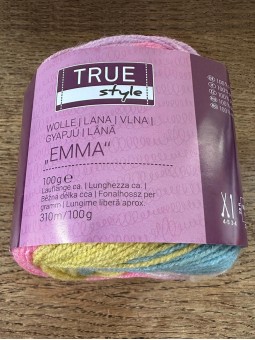 TRUE
style
WOLLE | LANA | VLNA |
GYAPJÚ | LÂNĂ
„EMMA“
100g e
Lauflänge ca. | Lunghezza ca. |
Běžná délka cca | Fonalhossz per
gramm | Lungime liberă aprox.
310m/100g